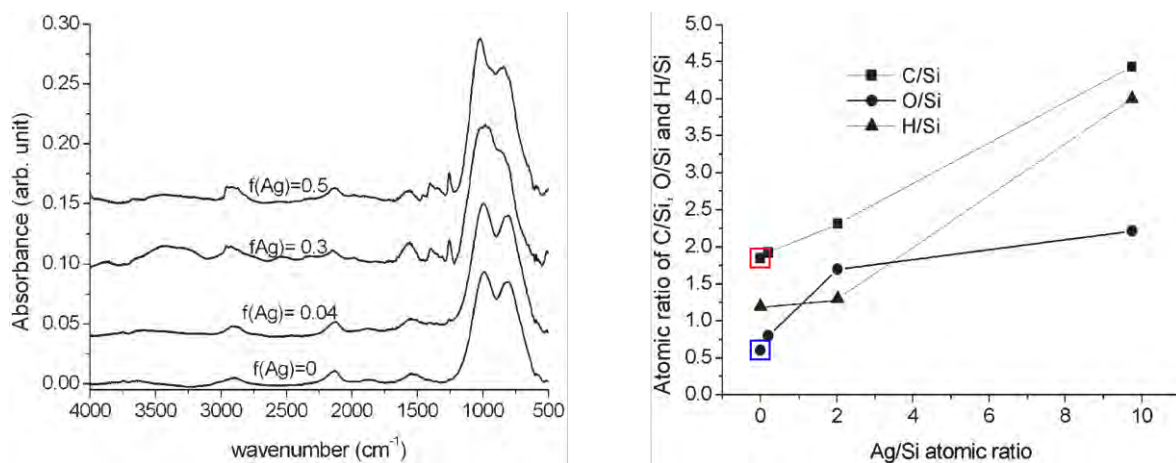 0.30
0.25
0.20
0.15
0.10
0.05
0.00
Absorbance (arb. unit)
f(Ag)=0.5
f(Ag)= 0.3
f(Ag)= 0.04
f(Ag)=0
4000 3500 3000 2500 2000 1500 1000 500
wavenumber (cm⁻¹)
5.0
4.5
4.0
3.5
3.0
2.5
2.0
1.5
1.0
0.5
0.0
Atomic ratio of C/Si, O/Si and H/Si
C/Si
O/Si
H/Si
0 2 4 6 8 10
Ag/Si atomic ratio